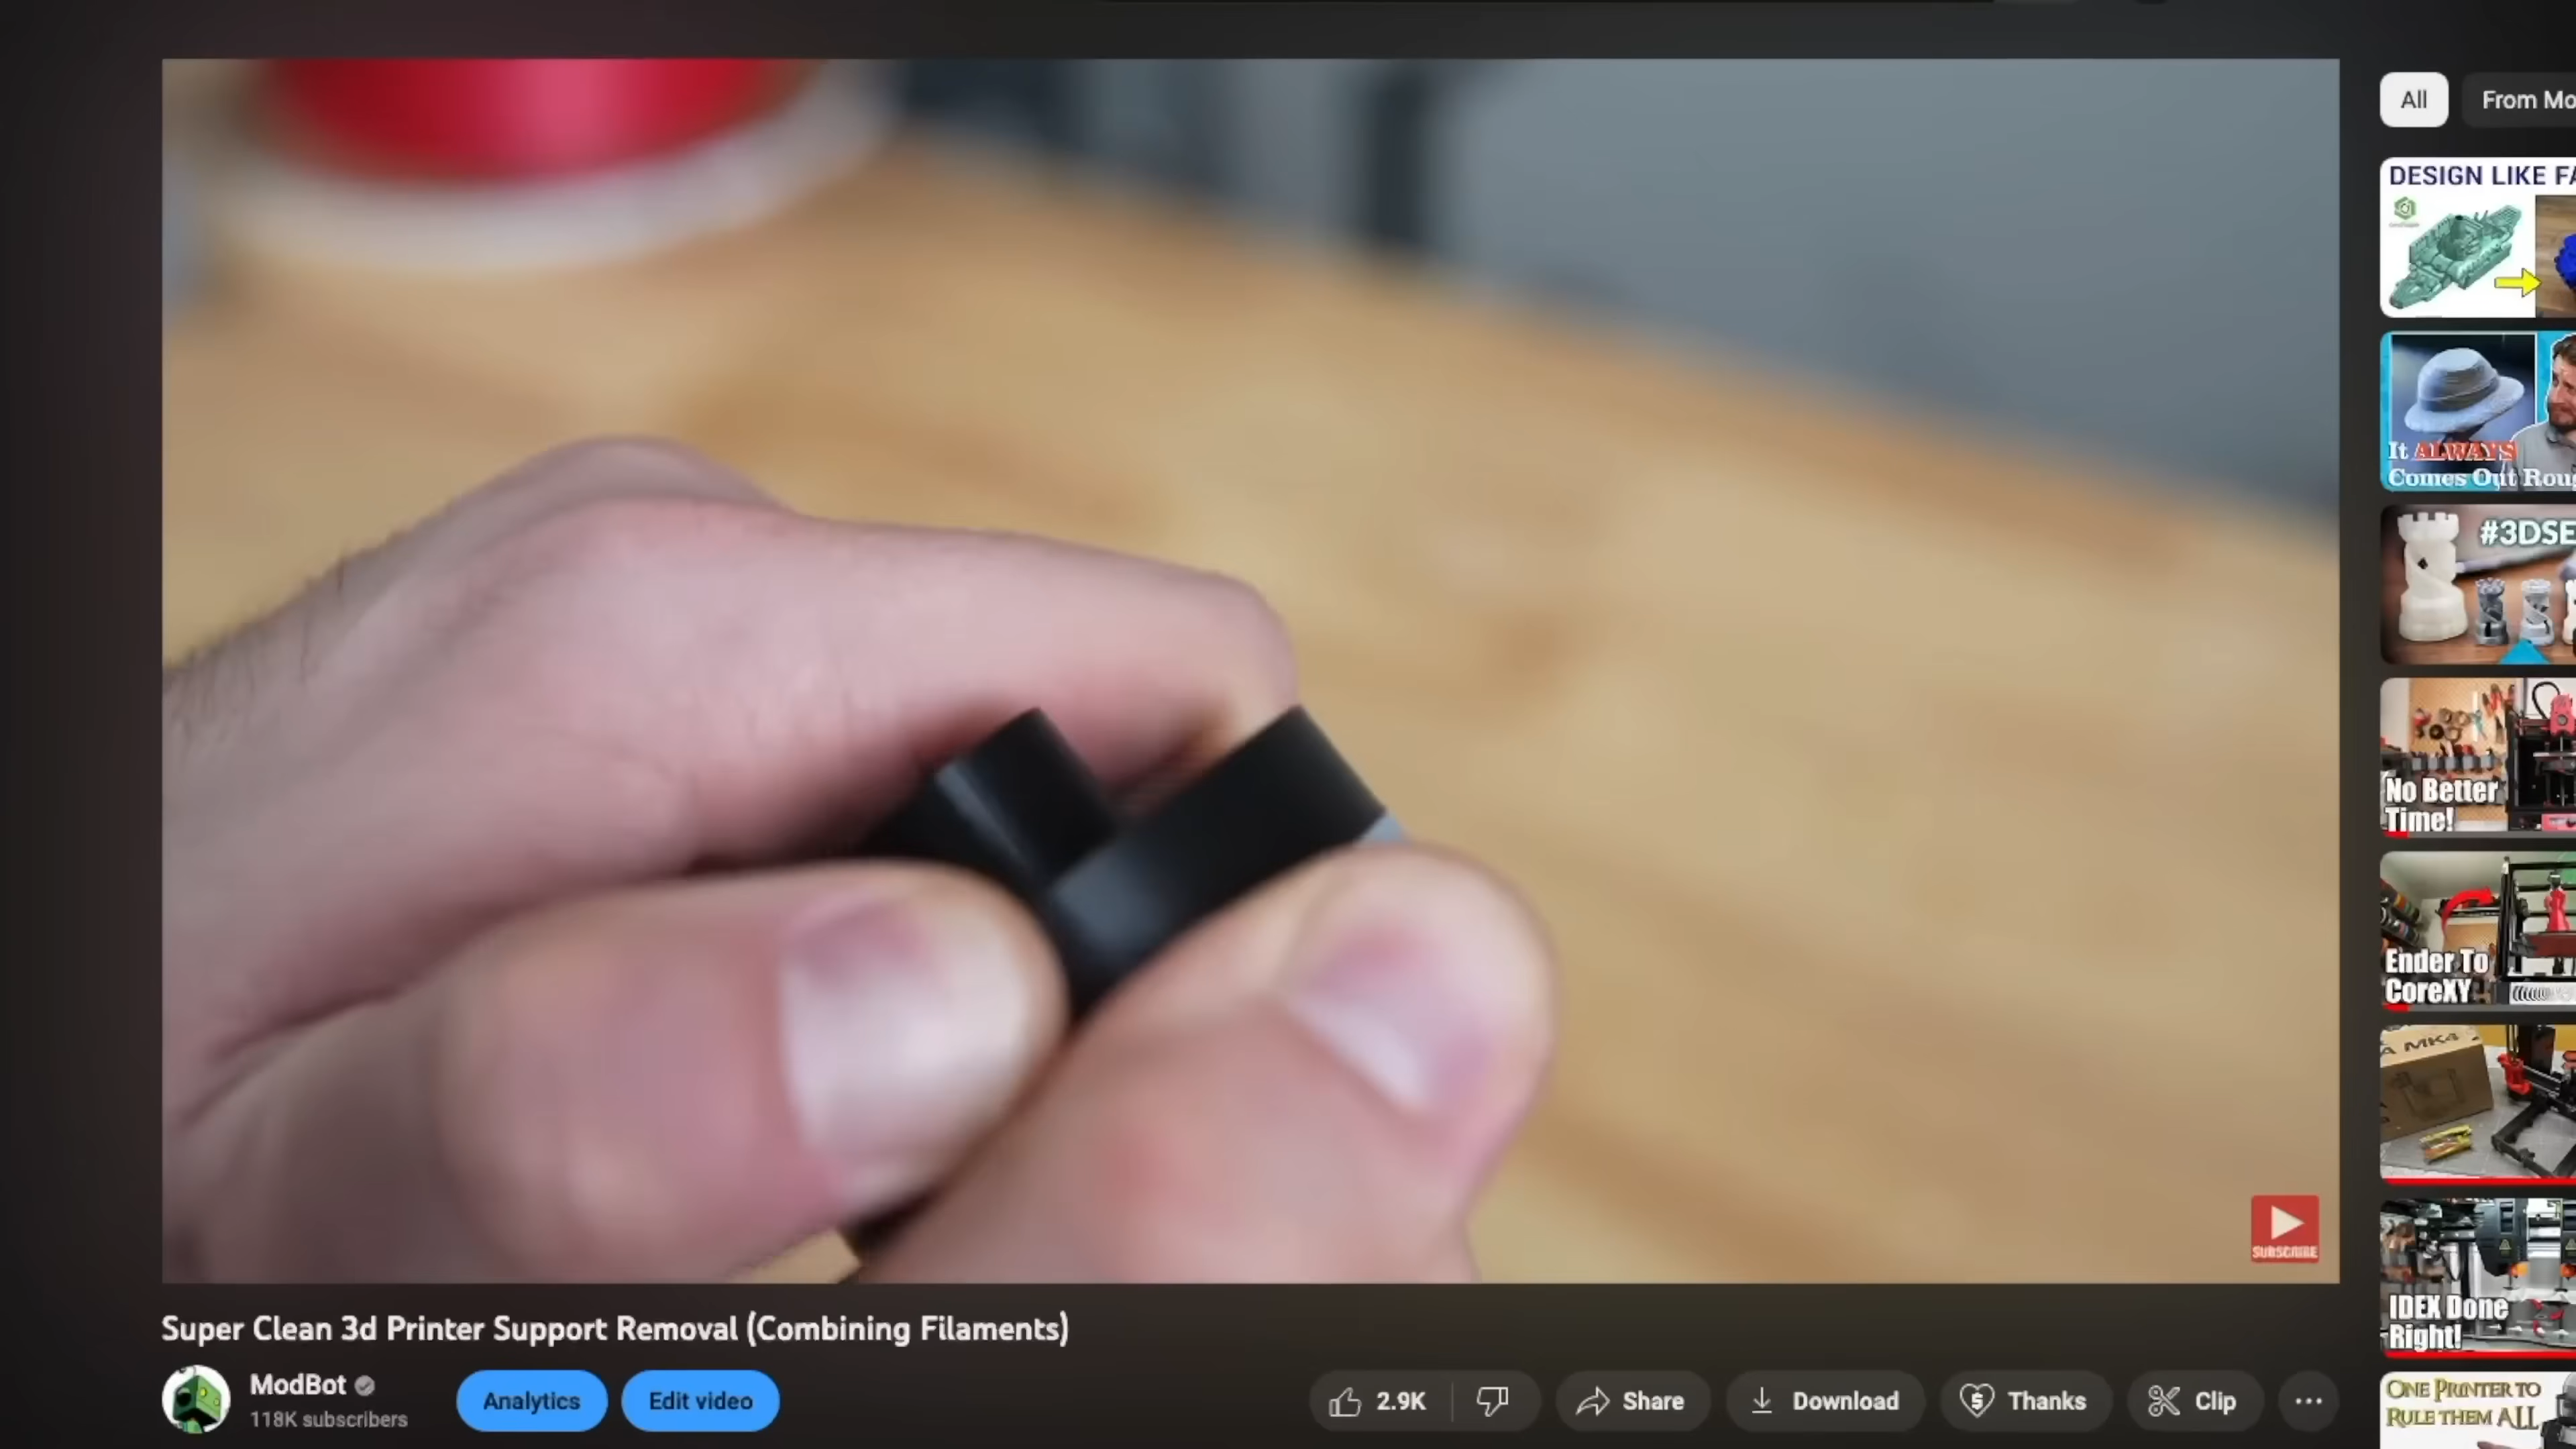 All
From Mo
DESIGN LIKE FA
It ALWAYS
Comes Out Roug
#3DSE
No Better
Time!
Ender To
CoreXY
A MK4
IDEX Done
Right!
ONE PRINTER TO
RULE THEM ALL
SUBSCRIBE
Super Clean 3d Printer Support Removal (Combining Filaments)
ModBot
118K subscribers
Analytics
Edit video
2.9K
Share
Download
Thanks
Clip